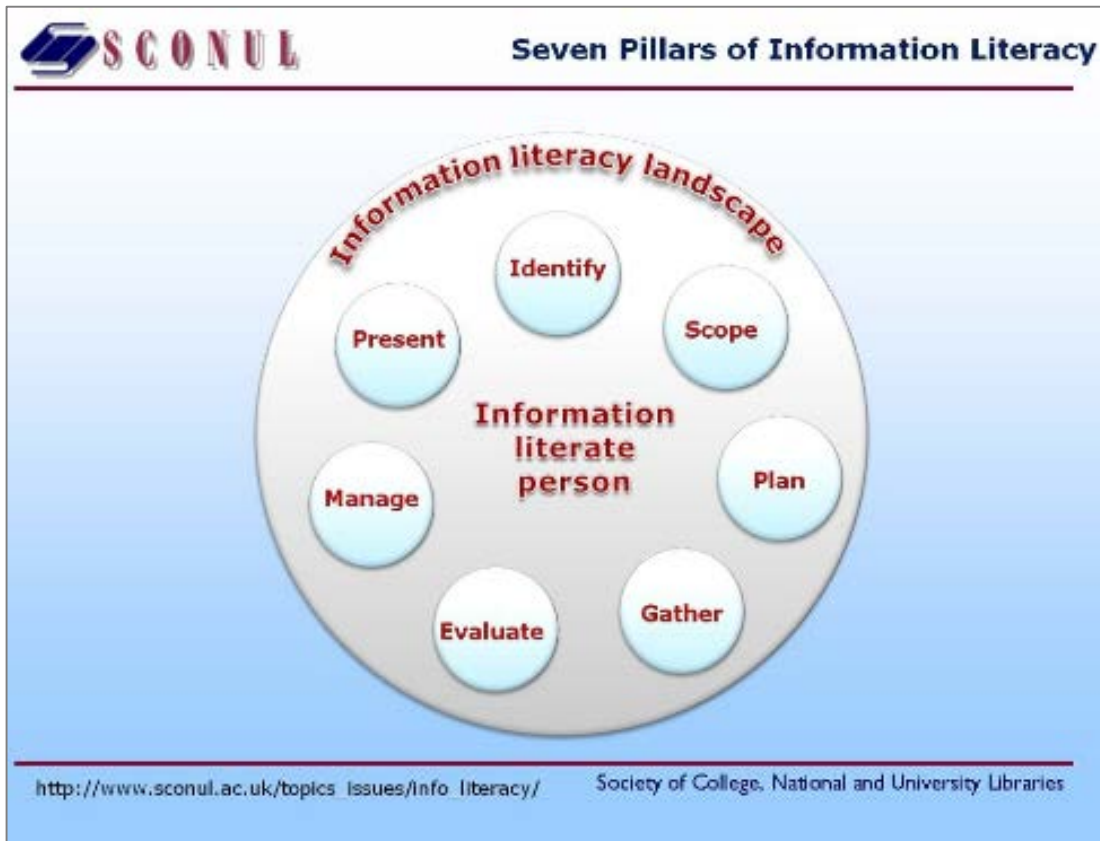 SCONUL
Seven Pillars of Information Literacy
Information literacy landscape
Identify
Scope
Plan
Gather
Evaluate
Manage
Present
Information
literate
person
http://www.sconul.ac.uk/topics_issues/info_literacy/
Society of College, National and University Libraries